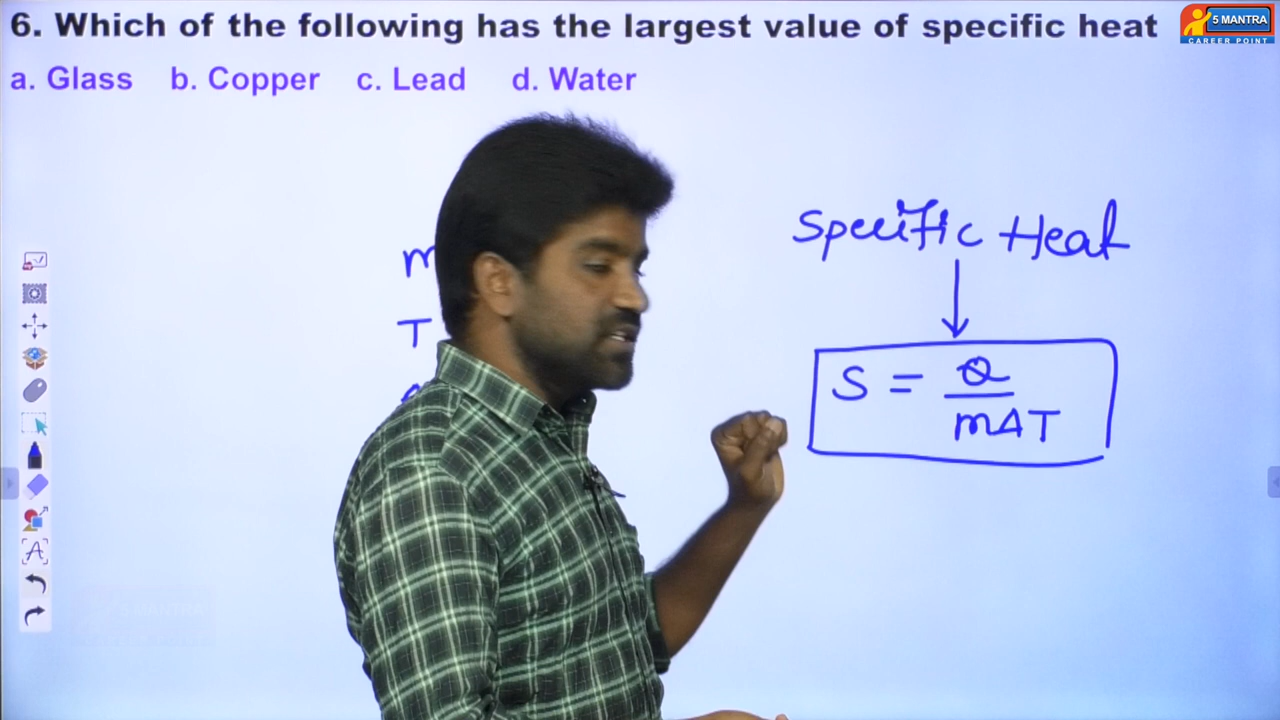 6. Which of the following has the largest value of specific heat
5 MANTRA
CAREER POINT
a. Glass b. Copper c. Lead d. Water
Specific Heat
m
T
S = Q
mΔT